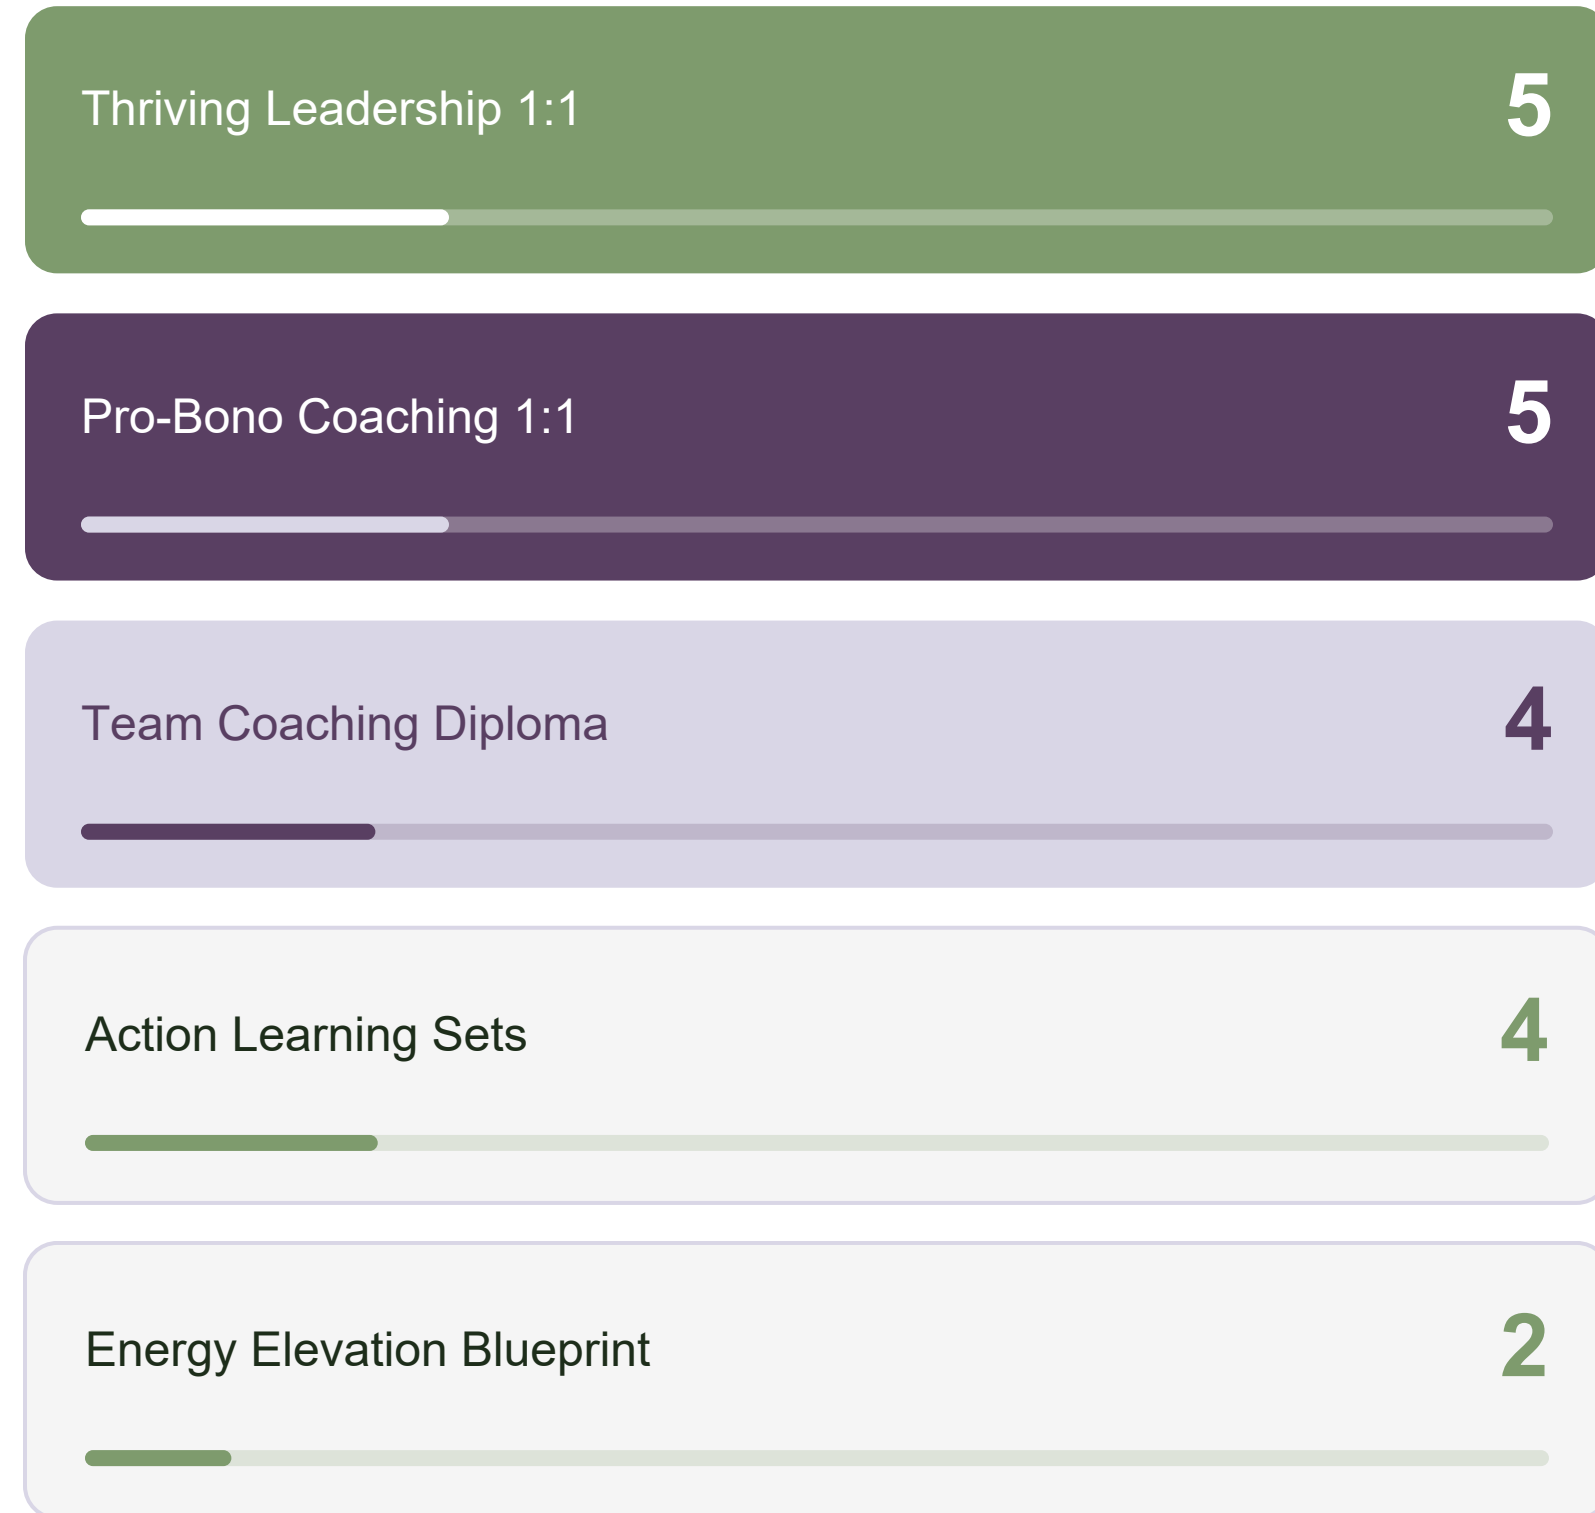 Thriving Leadership 1:1 5
Pro-Bono Coaching 1:1 5
Team Coaching Diploma 4
Action Learning Sets 4
Energy Elevation Blueprint 2